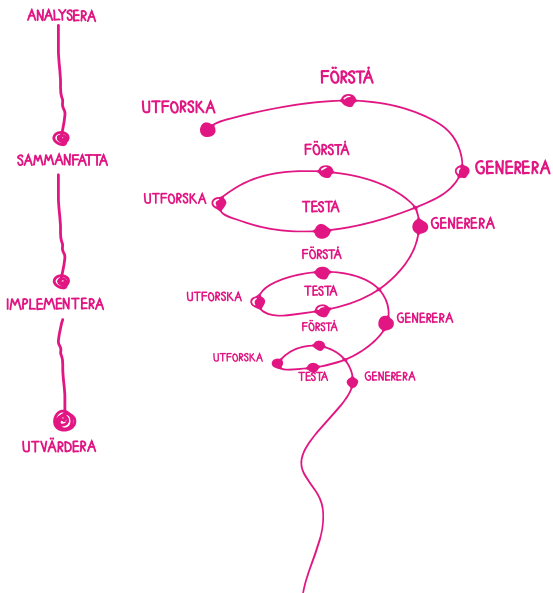 ANALYSERA
SAMMANFATTA
IMPLEMENTERA
UTVÄRDERA
UTFORSKA
FÖRSTÅ
GENERERA
TESTA
UTFORSKA
FÖRSTÅ
GENERERA
TESTA
UTFORSKA
FÖRSTÅ
GENERERA
TESTA
UTFORSKA
FÖRSTÅ
GENERERA